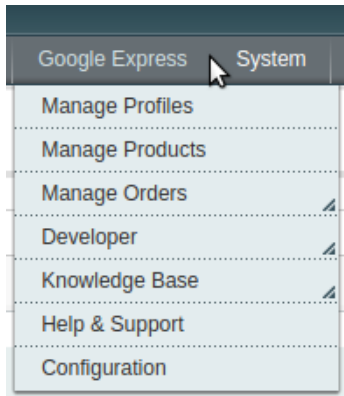 Google Express System
Manage Profiles
Manage Products
Manage Orders
Developer
Knowledge Base
Help & Support
Configuration